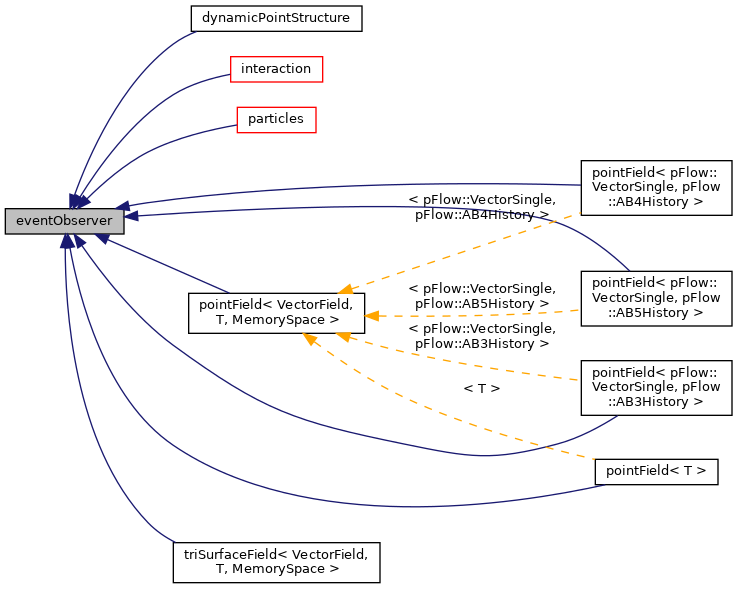 dynamicPointStructure
interaction
particles
eventObserver
pointField< pFlow::
VectorSingle, pFlow
::AB4History >
< pFlow::VectorSingle,
pFlow::AB4History >
pointField< VectorField,
T, MemorySpace >
< pFlow::VectorSingle,
pFlow::AB5History >
pointField< pFlow::
VectorSingle, pFlow
::AB5History >
< pFlow::VectorSingle,
pFlow::AB3History >
pointField< pFlow::
VectorSingle, pFlow
::AB3History >
< T >
pointField< T >
triSurfaceField< VectorField,
T, MemorySpace >